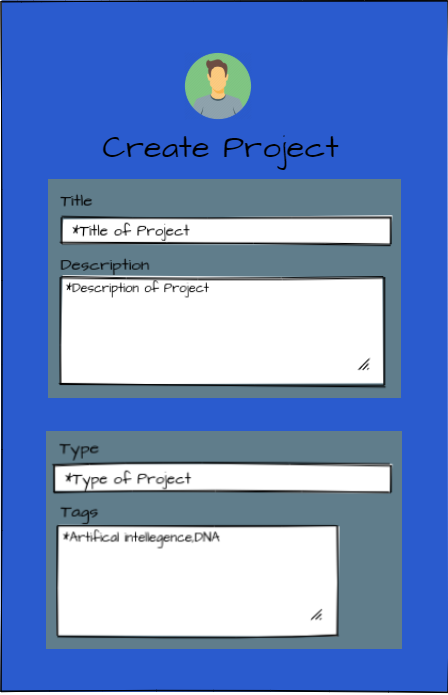 Create Project
Title
*Title of Project
Description
*Description of Project
Type
*Type of Project
Tags
*Artifical intellegence,DNA